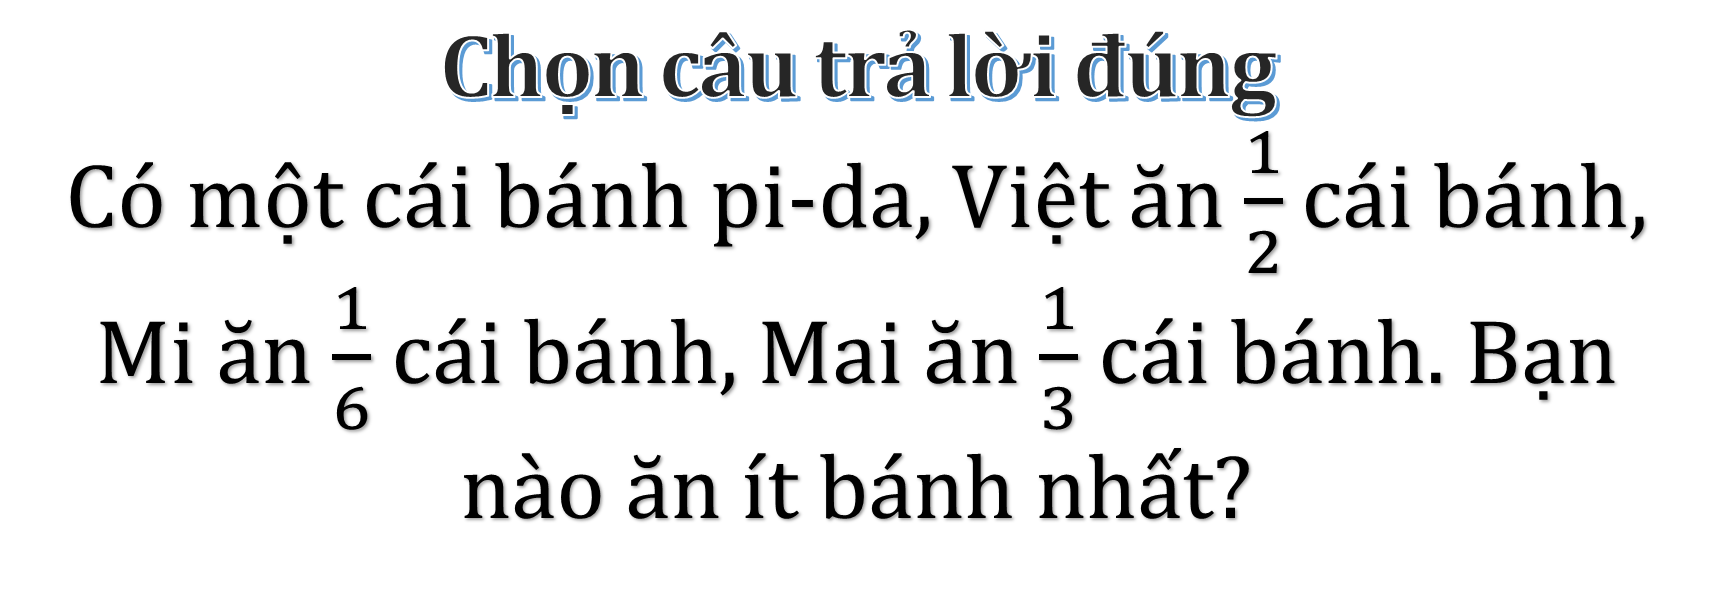 Chọn câu trả lời đúng
Có một cái bánh pi-da, Việt ăn 1/2 cái bánh,
Mi ăn 1/6 cái bánh, Mai ăn 1/3 cái bánh. Bạn
nào ăn ít bánh nhất?